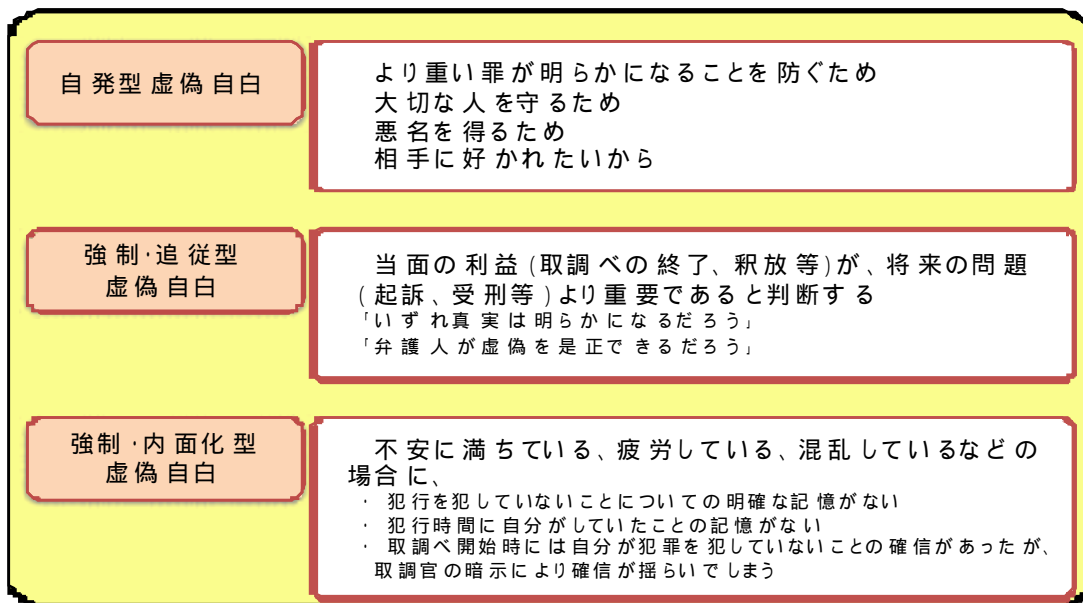 自発型虚偽自白
より重い罪が明らかになることを防ぐため
大切な人を守るため
悪名を得るため
相手に好かれたいから
強制・追従型
虚偽自白
当面の利益(取調べの終了、釈放等)が、将来の問題
(起訴、受刑等)より重要であると判断する
「いずれ真実は明らかになるだろう」
「弁護人が虚偽を是正できるだろう」
強制・内面化型
虚偽自白
不安に満ちている、疲労している、混乱しているなどの
場合に、
・ 犯行を犯していないことについての明確な記憶がない
・ 犯行時間に自分がしていたことの記憶がない
・ 取調べ開始時には自分が犯罪を犯していないことの確信があったが、
取調官の暗示により確信が揺らいでしまう